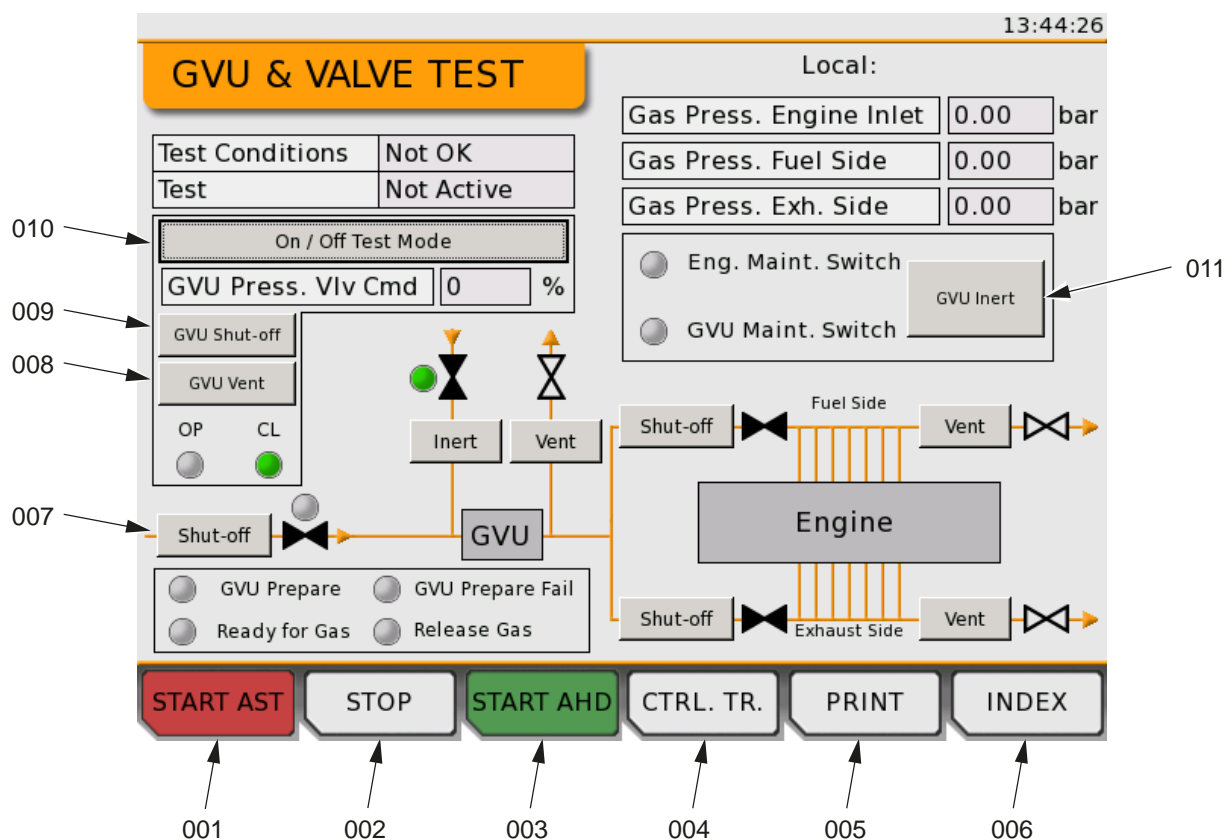 13:44:26
GVU & VALVE TEST
Local:
Gas Press. Engine Inlet 0.00 bar
Test Conditions Not OK
Gas Press. Fuel Side 0.00 bar
Test Not Active
Gas Press. Exh. Side 0.00 bar
010 On / Off Test Mode
Eng. Maint. Switch
011
GVU Press. Vlv Cmd 0 %
GVU Inert
009 GVU Shut-off
GVU Maint. Switch
008 GVU Vent
OP CL
Inert Vent
Shut-off Fuel Side Vent
007 Shut-off GVU Engine
GVU Prepare GVU Prepare Fail
Ready for Gas Release Gas
Shut-off Exhaust Side Vent
START AST STOP START AHD CTRL. TR. PRINT INDEX
001 002 003 004 005 006